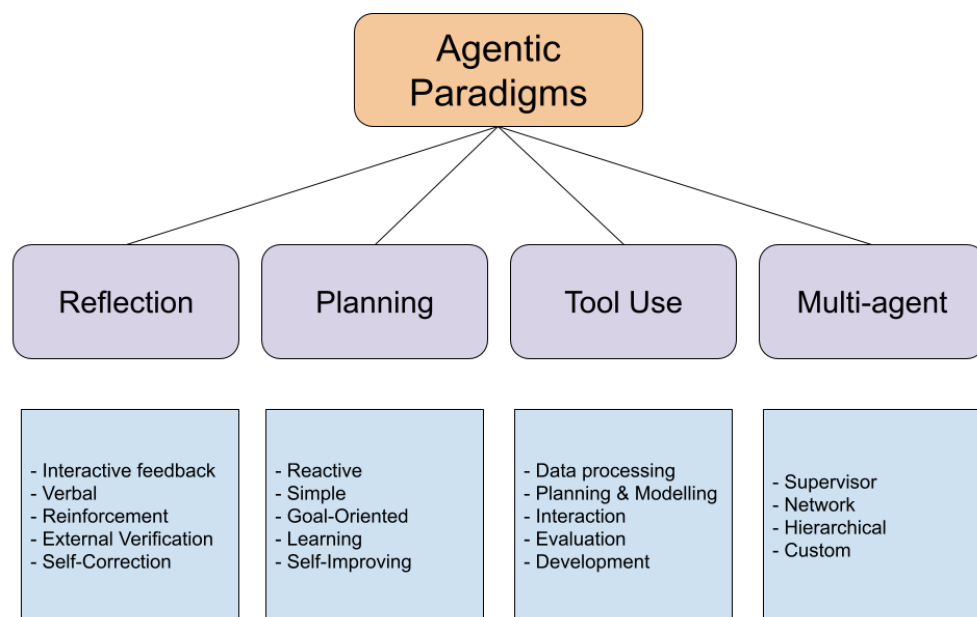 Agentic
Paradigms
Reflection
Planning
Tool Use
Multi-agent
- Interactive feedback
- Verbal
- Reinforcement
- External Verification
- Self-Correction
- Reactive
- Simple
- Goal-Oriented
- Learning
- Self-Improving
- Data processing
- Planning & Modelling
- Interaction
- Evaluation
- Development
- Supervisor
- Network
- Hierarchical
- Custom